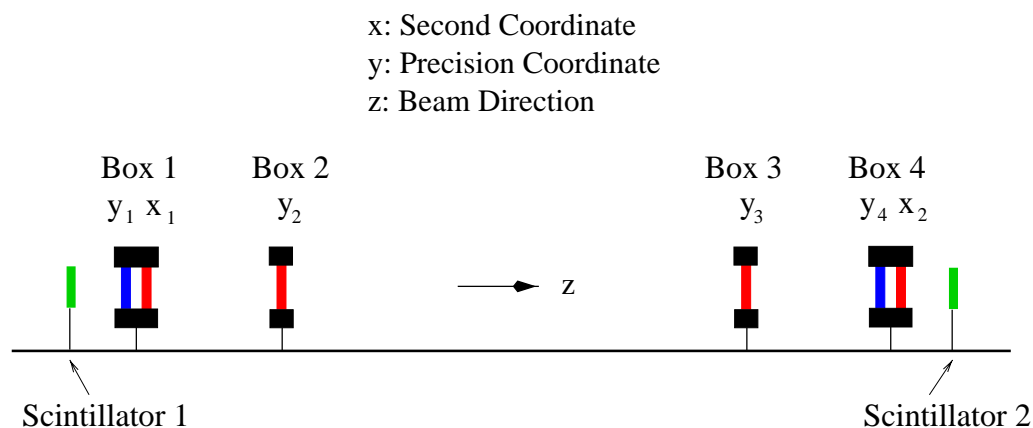 x: Second Coordinate
y: Precision Coordinate
z: Beam Direction
Box 1
y₁ x₁
Box 2
y₂
Box 3
y₃
Box 4
y₄ x₂
z
Scintillator 1
Scintillator 2